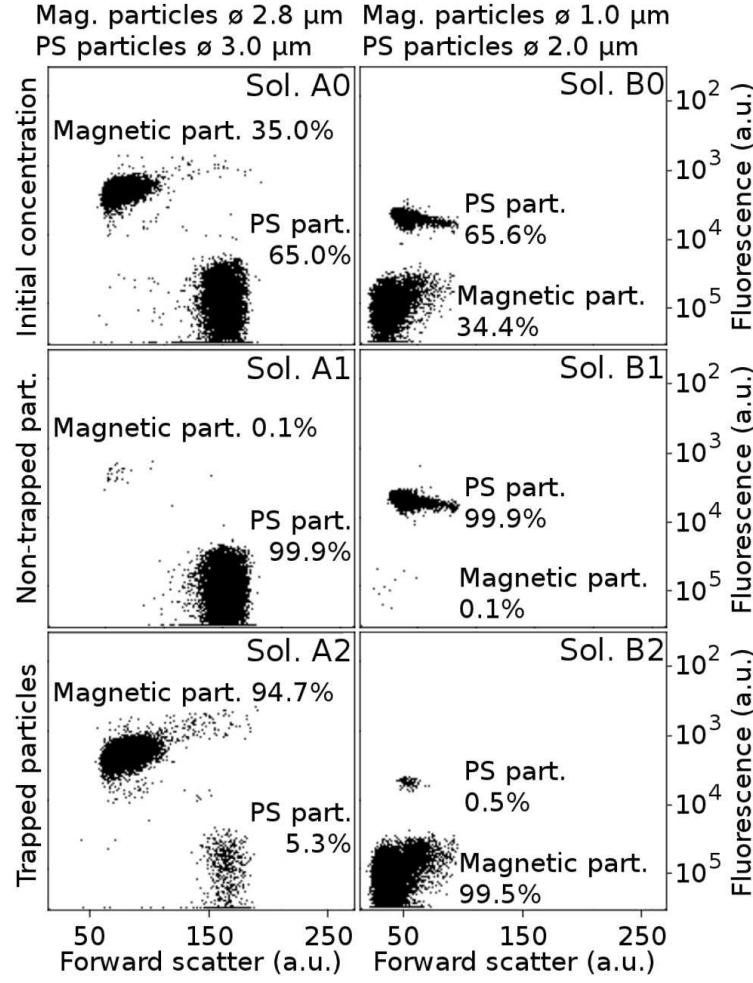 Mag. particles ø 2.8 µm
PS particles ø 3.0 µm
Mag. particles ø 1.0 µm
PS particles ø 2.0 µm
Initial concentration
Sol. A0
Magnetic part. 35.0%
PS part.
65.0%
Sol. B0
PS part.
65.6%
Magnetic part.
34.4%
10²
10³
10⁴
10⁵
Fluorescence (a.u.)
Non-trapped part.
Sol. A1
Magnetic part. 0.1%
PS part.
99.9%
Sol. B1
PS part.
99.9%
Magnetic part.
0.1%
10²
10³
10⁴
10⁵
Fluorescence (a.u.)
Trapped particles
Sol. A2
Magnetic part. 94.7%
PS part.
5.3%
Sol. B2
PS part.
0.5%
Magnetic part.
99.5%
10²
10³
10⁴
10⁵
Fluorescence (a.u.)
50 150 250
Forward scatter (a.u.)
50 150 250
Forward scatter (a.u.)